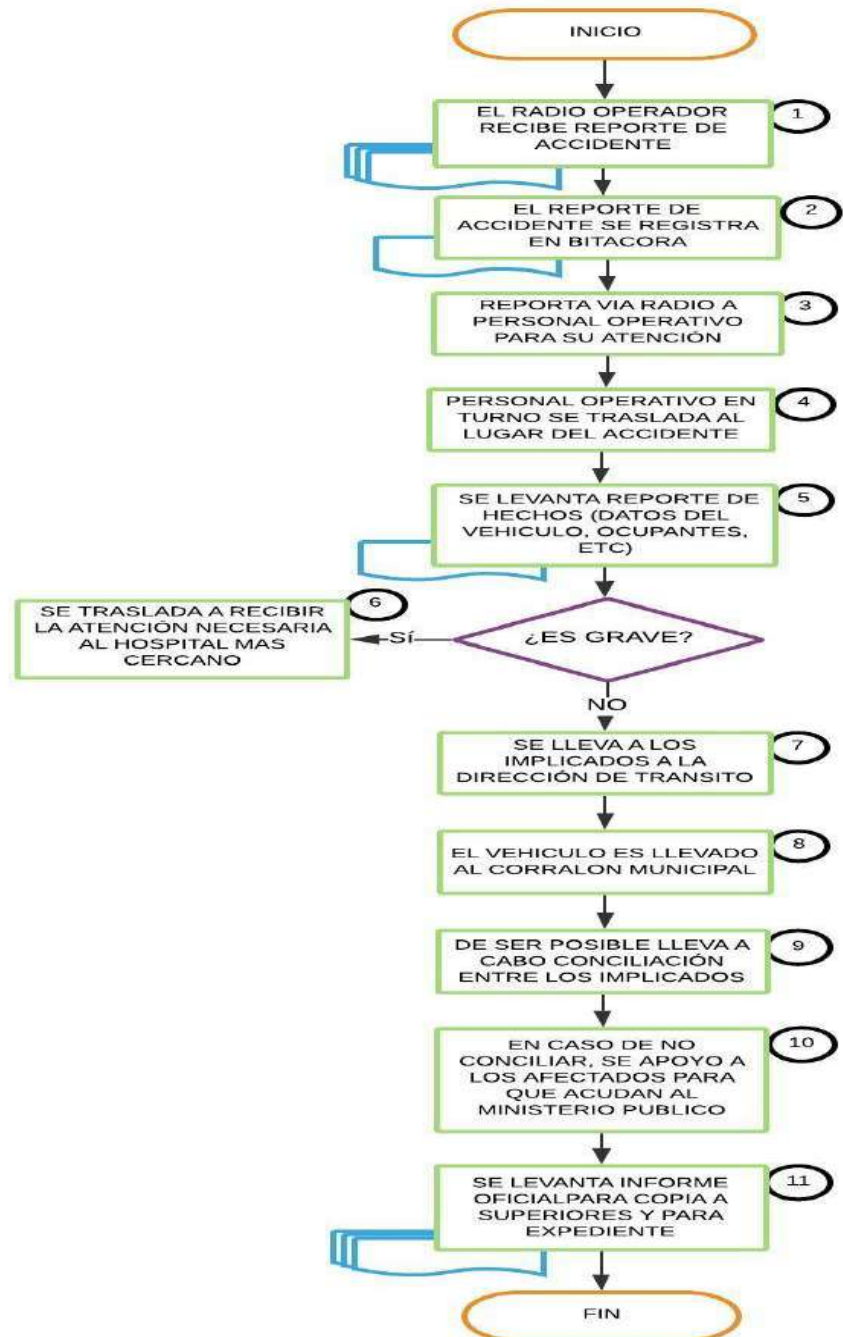 INICIO
1
EL RADIO OPERADOR
RECIBE REPORTE DE
ACCIDENTE
2
EL REPORTE DE
ACCIDENTE SE REGISTRA
EN BITACORA
3
REPORTA VIA RADIO A
PERSONAL OPERATIVO
PARA SU ATENCIÓN
4
PERSONAL OPERATIVO EN
TURNO SE TRASLADA AL
LUGAR DEL ACCIDENTE
5
SE LEVANTA REPORTE DE
HECHOS (DATOS DEL
VEHICULO, OCUPANTES,
ETC)
¿ES GRAVE?
Sí
6
SE TRASLADA A RECIBIR
LA ATENCIÓN NECESARIA
AL HOSPITAL MAS
CERCANO
NO
7
SE LLEVA A LOS
IMPLICADOS A LA
DIRECCIÓN DE TRANSITO
8
EL VEHICULO ES LLEVADO
AL CORRALON MUNICIPAL
9
DE SER POSIBLE LLEVA A
CABO CONCILIACIÓN
ENTRE LOS IMPLICADOS
10
EN CASO DE NO
CONCILIAR, SE APOYO A
LOS AFECTADOS PARA
QUE ACUDAN AL
MINISTERIO PUBLICO
11
SE LEVANTA INFORME
OFICIALPARA COPIA A
SUPERIORES Y PARA
EXPEDIENTE
FIN